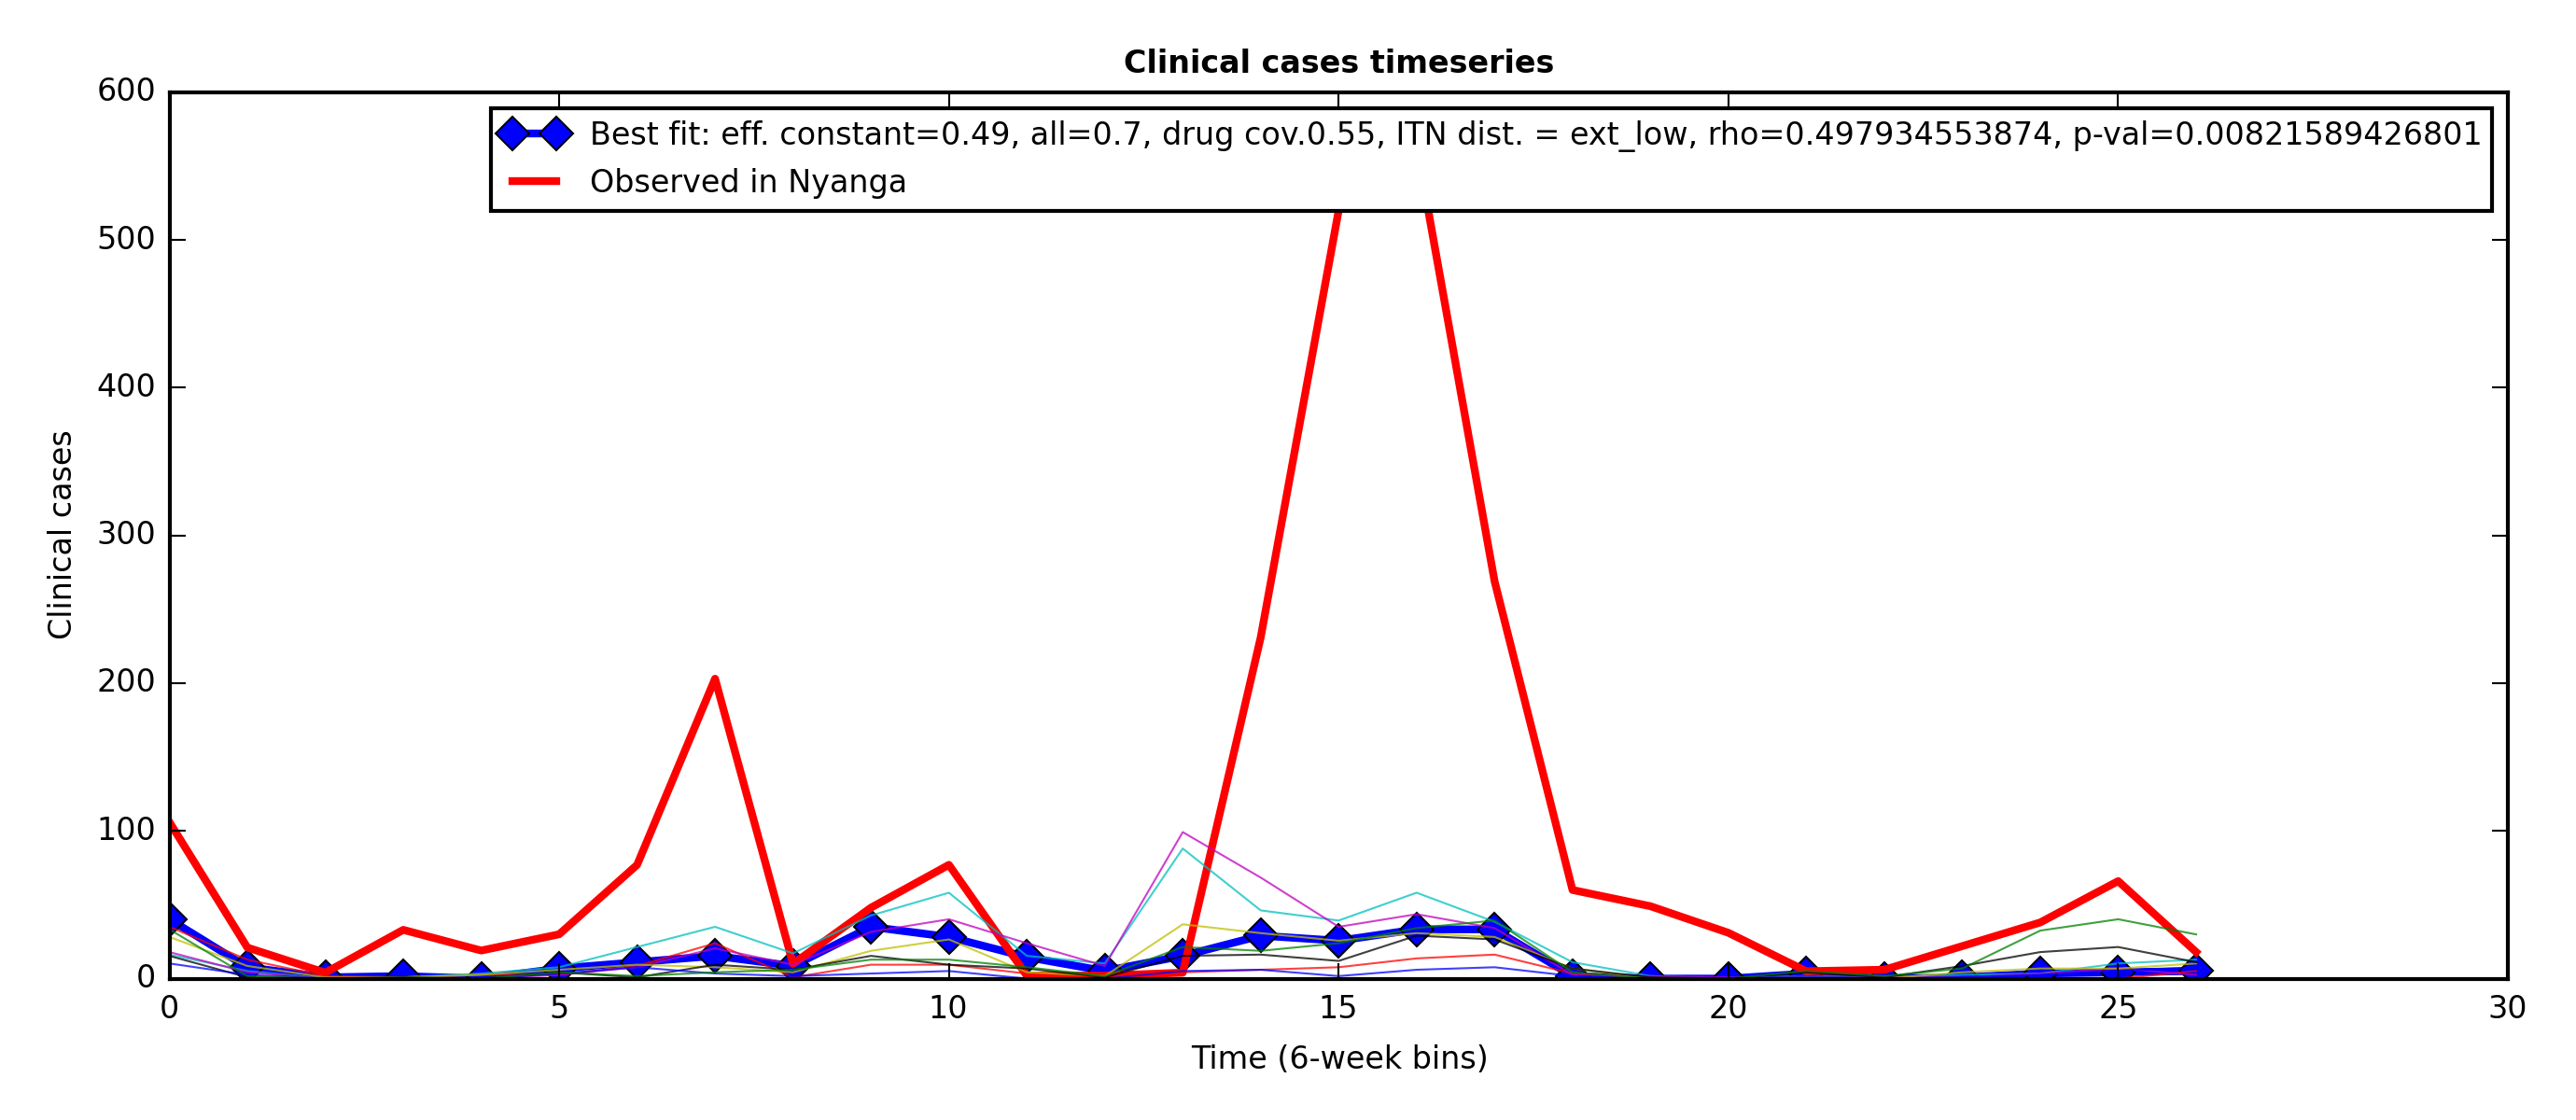 Clinical cases timeseries
600
500
400
300
200
100
0
Clinical cases
Best fit: eff. constant=0.49, all=0.7, drug cov.0.55, ITN dist. = ext_low, rho=0.497934553874, p-val=0.00821589426801
Observed in Nyanga
0 5 10 15 20 25 30
Time (6-week bins)